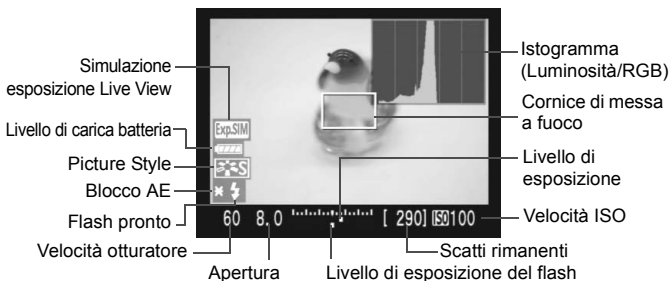 Simulazione
esposizione Live View
Livello di carica batteria
Picture Style
Blocco AE
Flash pronto
Velocità otturatore
Apertura
Istogramma
(Luminosità/RGB)
Cornice di messa
a fuoco
Livello di
esposizione
Velocità ISO
Scatti rimanenti
Livello di esposizione del flash
Exp.SIM
S
60 8.0 [ 290] ISO 100